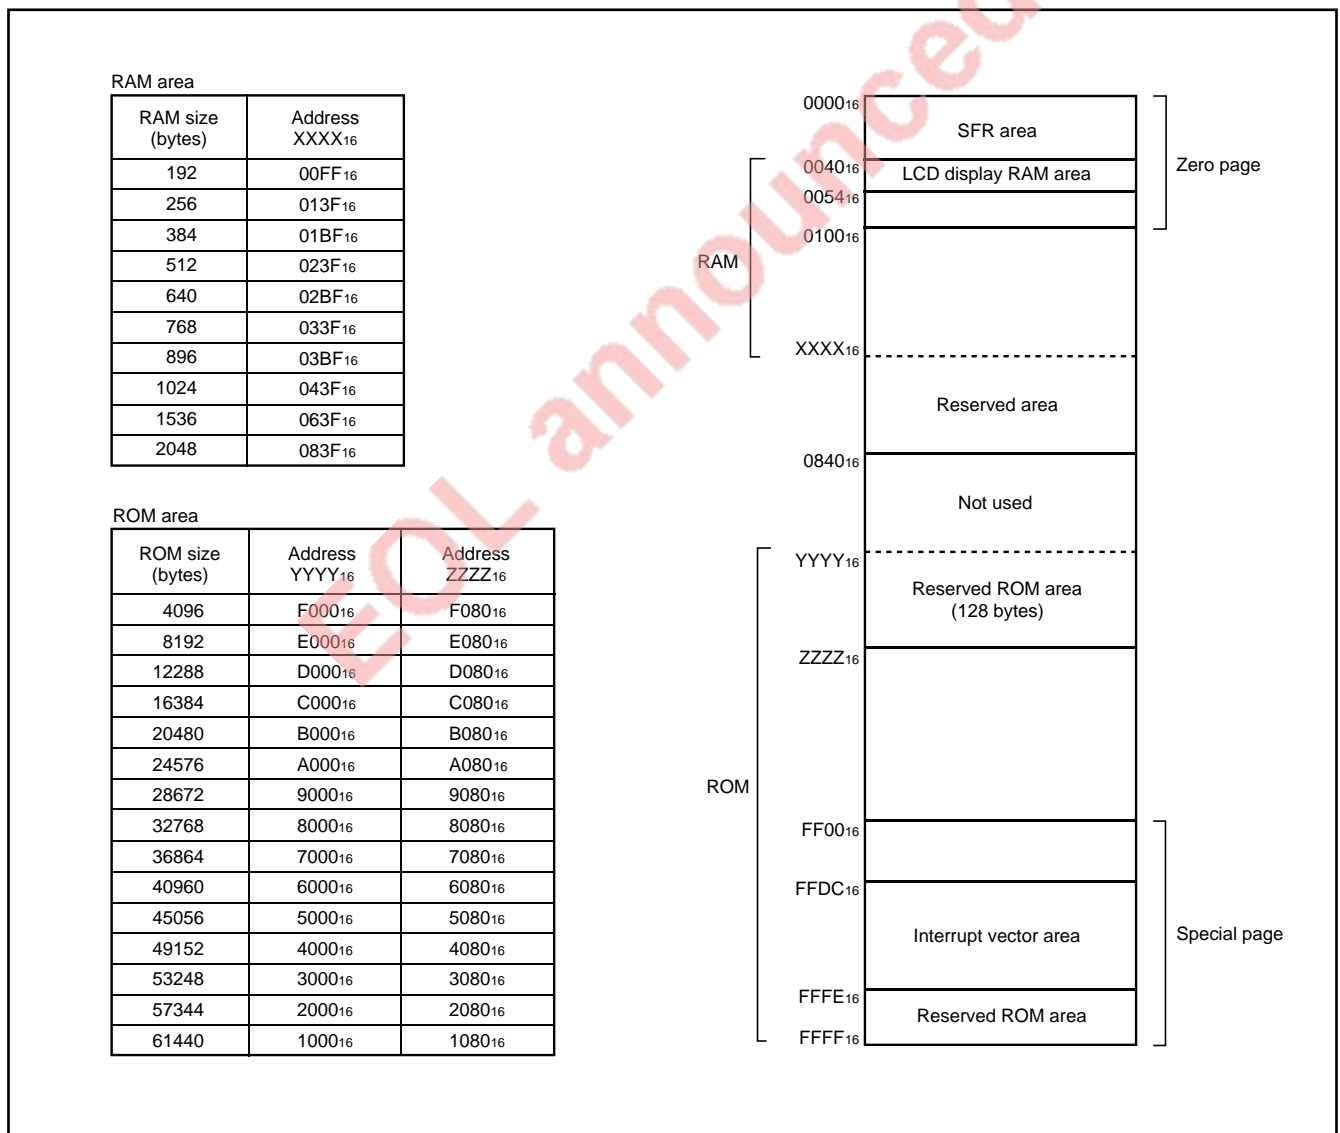 RAM area
RAM size (bytes) Address XXXX16
192 00FF16
256 013F16
384 01BF16
512 023F16
640 02BF16
768 033F16
896 03BF16
1024 043F16
1536 063F16
2048 083F16
ROM area
ROM size (bytes) Address YYYY16 Address ZZZZ16
4096 F00016 F08016
8192 E00016 E08016
12288 D00016 D08016
16384 C00016 C08016
20480 B00016 B08016
24576 A00016 A08016
28672 900016 908016
32768 800016 808016
36864 700016 708016
40960 600016 608016
45056 500016 508016
49152 400016 408016
53248 300016 308016
57344 200016 208016
61440 100016 108016
000016
SFR area
Zero page
004016
LCD display RAM area
005416
010016
RAM
XXXX16
Reserved area
084016
Not used
YYYY16
Reserved ROM area
(128 bytes)
ZZZZ16
ROM
FF0016
FFDC16
Interrupt vector area
Special page
FFFE16
Reserved ROM area
FFFF16
EOL announced